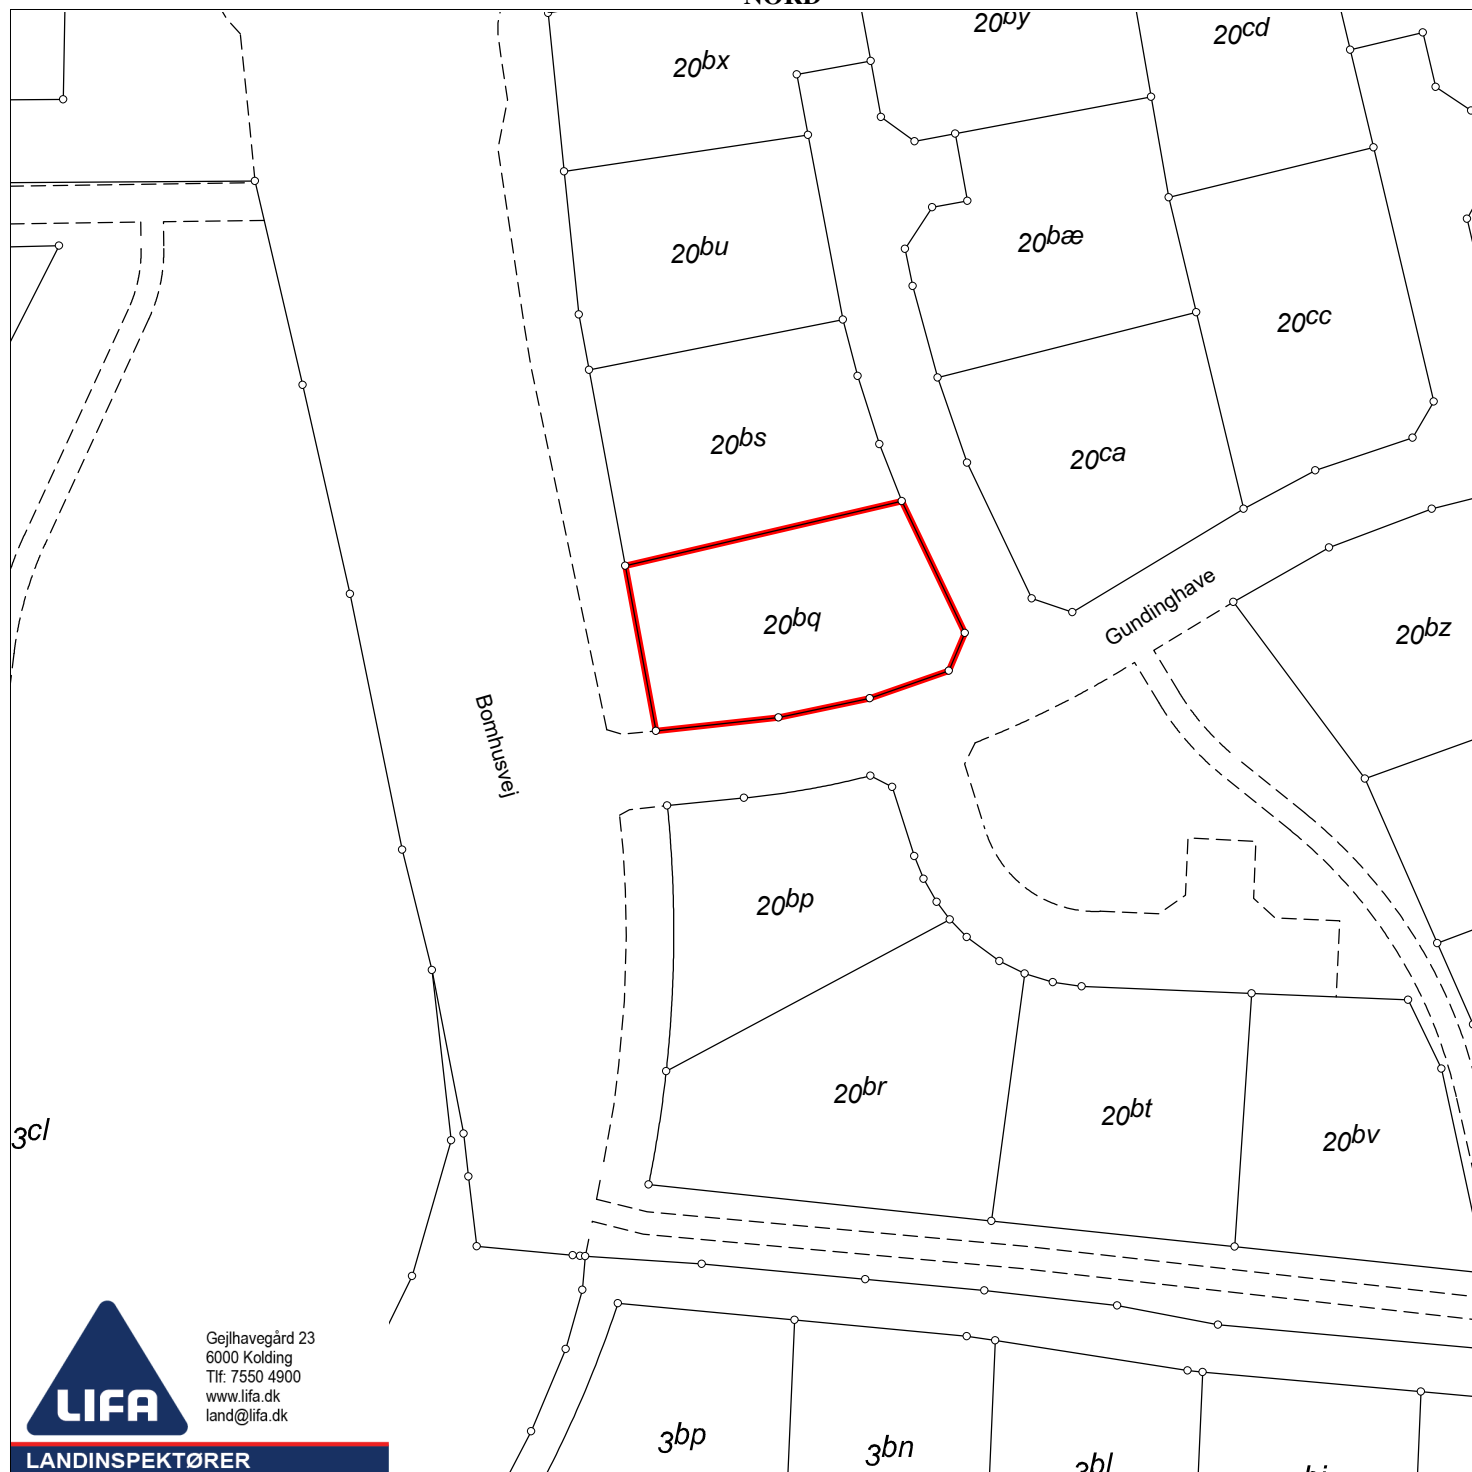 NORD
20by
20cd
20bx
20bu
20bæ
20cc
20bs
20ca
20bq
Gundinghave
20bz
Bomhusvej
20bp
20br
20bt
20bv
3cl
3bp
3bn
3bl
LIFA
Gejlhavegård 23
6000 Kolding
Tlf: 7550 4900
www.lifa.dk
land@lifa.dk
LANDINSPEKTØRER